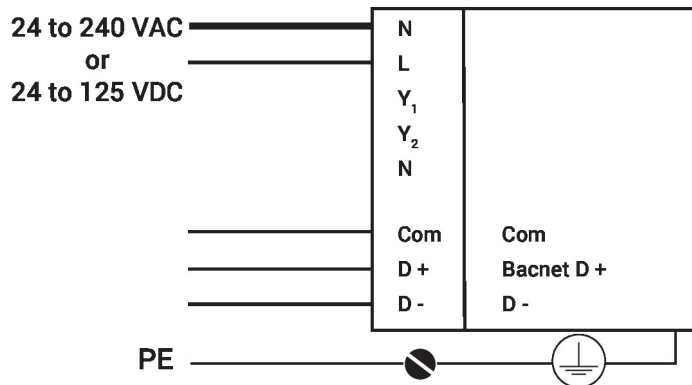 24 to 240 VAC
or
24 to 125 VDC
N
L
Y₁
Y₂
N
Com Com
D + Bacnet D +
D - D -
PE